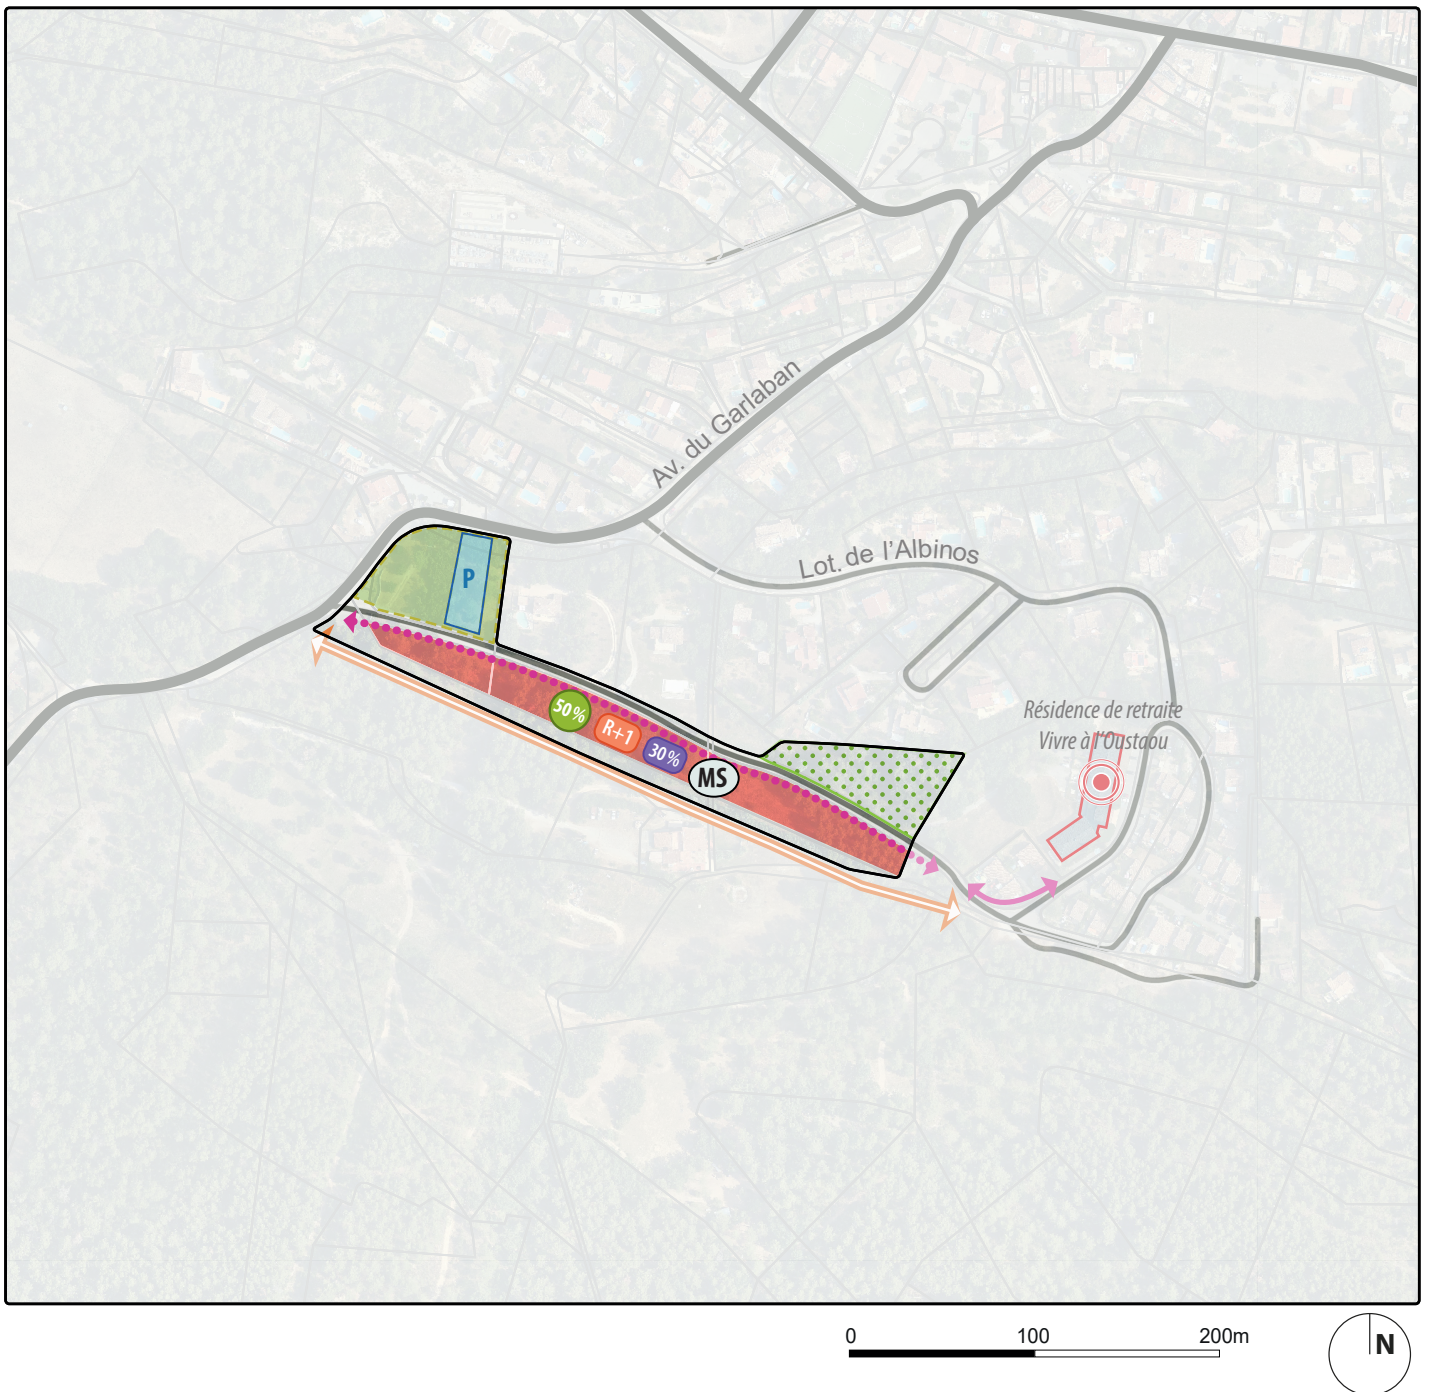 Av. du Garlaban
Lot. de l'Albinos
P
Résidence de retraite
Vivre à l'Oustaou
50%
R+1
30%
MS
0 100 200m
N